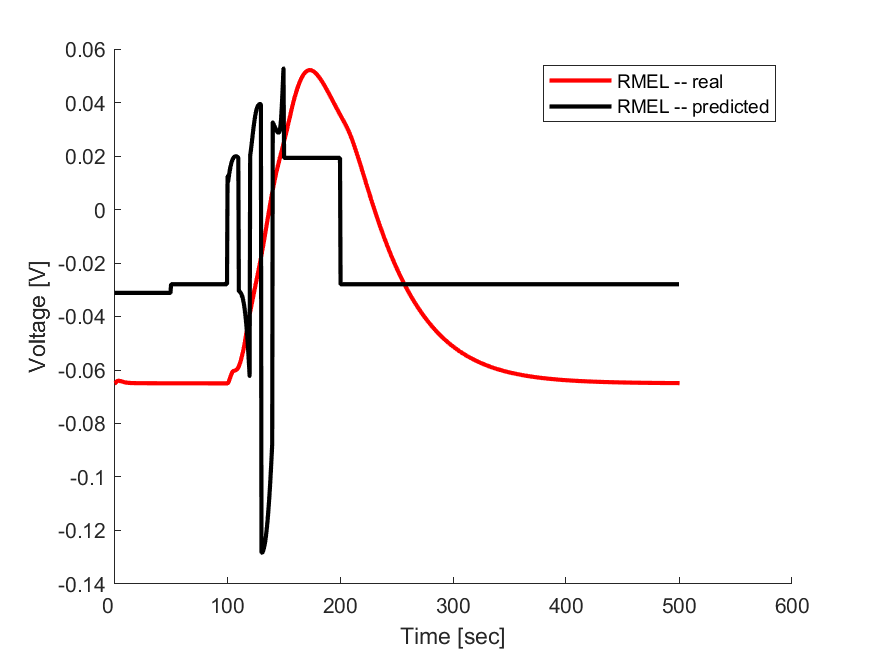 0.06
0.04
0.02
0
-0.02
-0.04
-0.06
-0.08
-0.1
-0.12
-0.14
Voltage [V]
RMEL -- real
RMEL -- predicted
0 100 200 300 400 500 600
Time [sec]